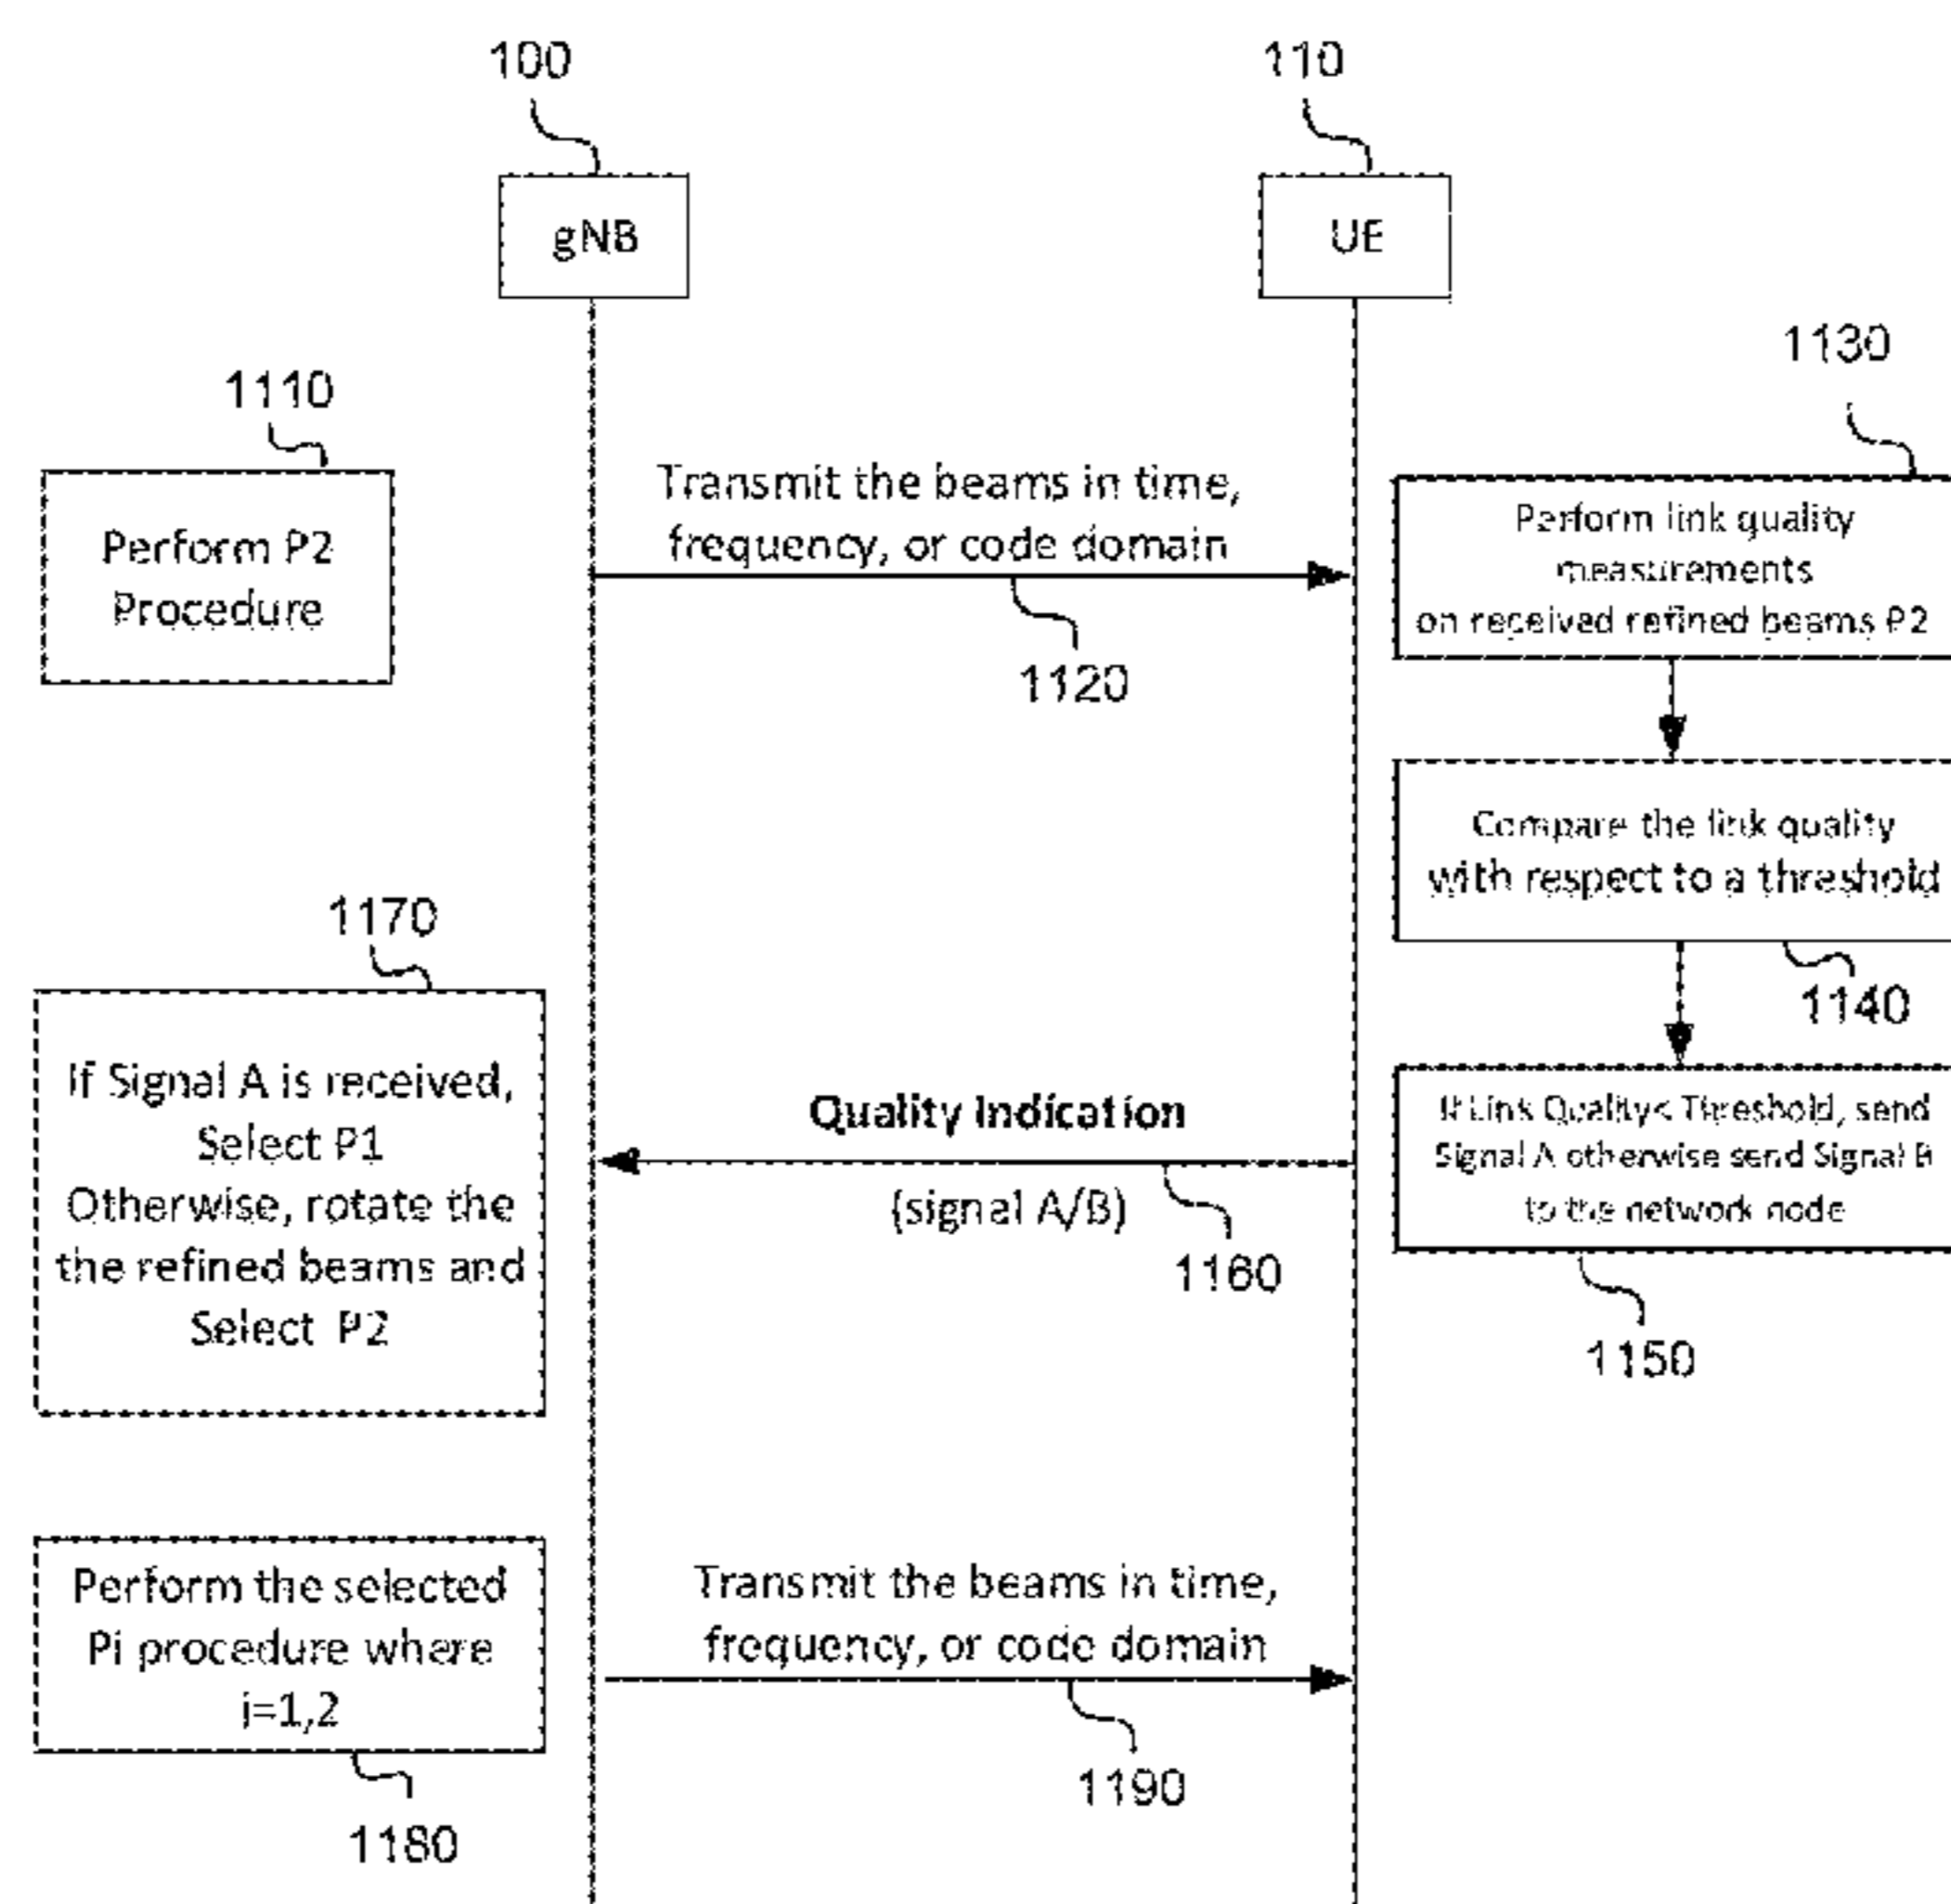 100
110
gNB
UE
1130
1110
Perform P2
Procedure
Transmit the beams in time,
frequency, or code domain
1120
Perform link quality
measurements
on received refined beams P2
Compare the link quality
with respect to a threshold
1140
1170
If Signal A is received,
Select P1
Otherwise, rotate the
the refined beams and
Select P2
Quality Indication
(signal A/B)
1160
If Link Quality< Threshold, send
Signal A otherwise send Signal B
to the network node
1150
Perform the selected
Pi procedure where
i=1,2
1180
Transmit the beams in time,
frequency, or code domain
1190